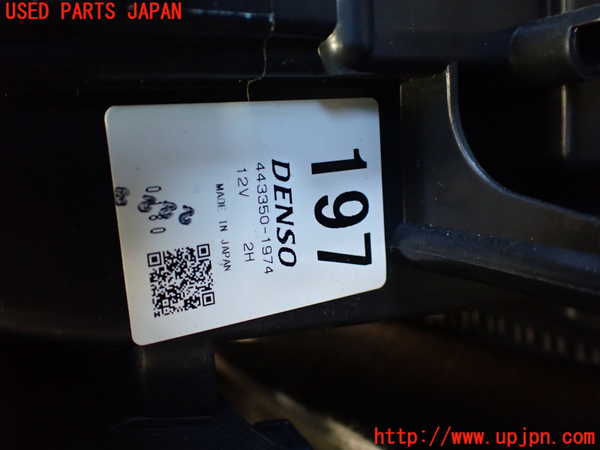 USED PARTS JAPAN
197
DENSO
443350-1974
12V 2H
MADE IN JAPAN
http://www.upjpn.com/